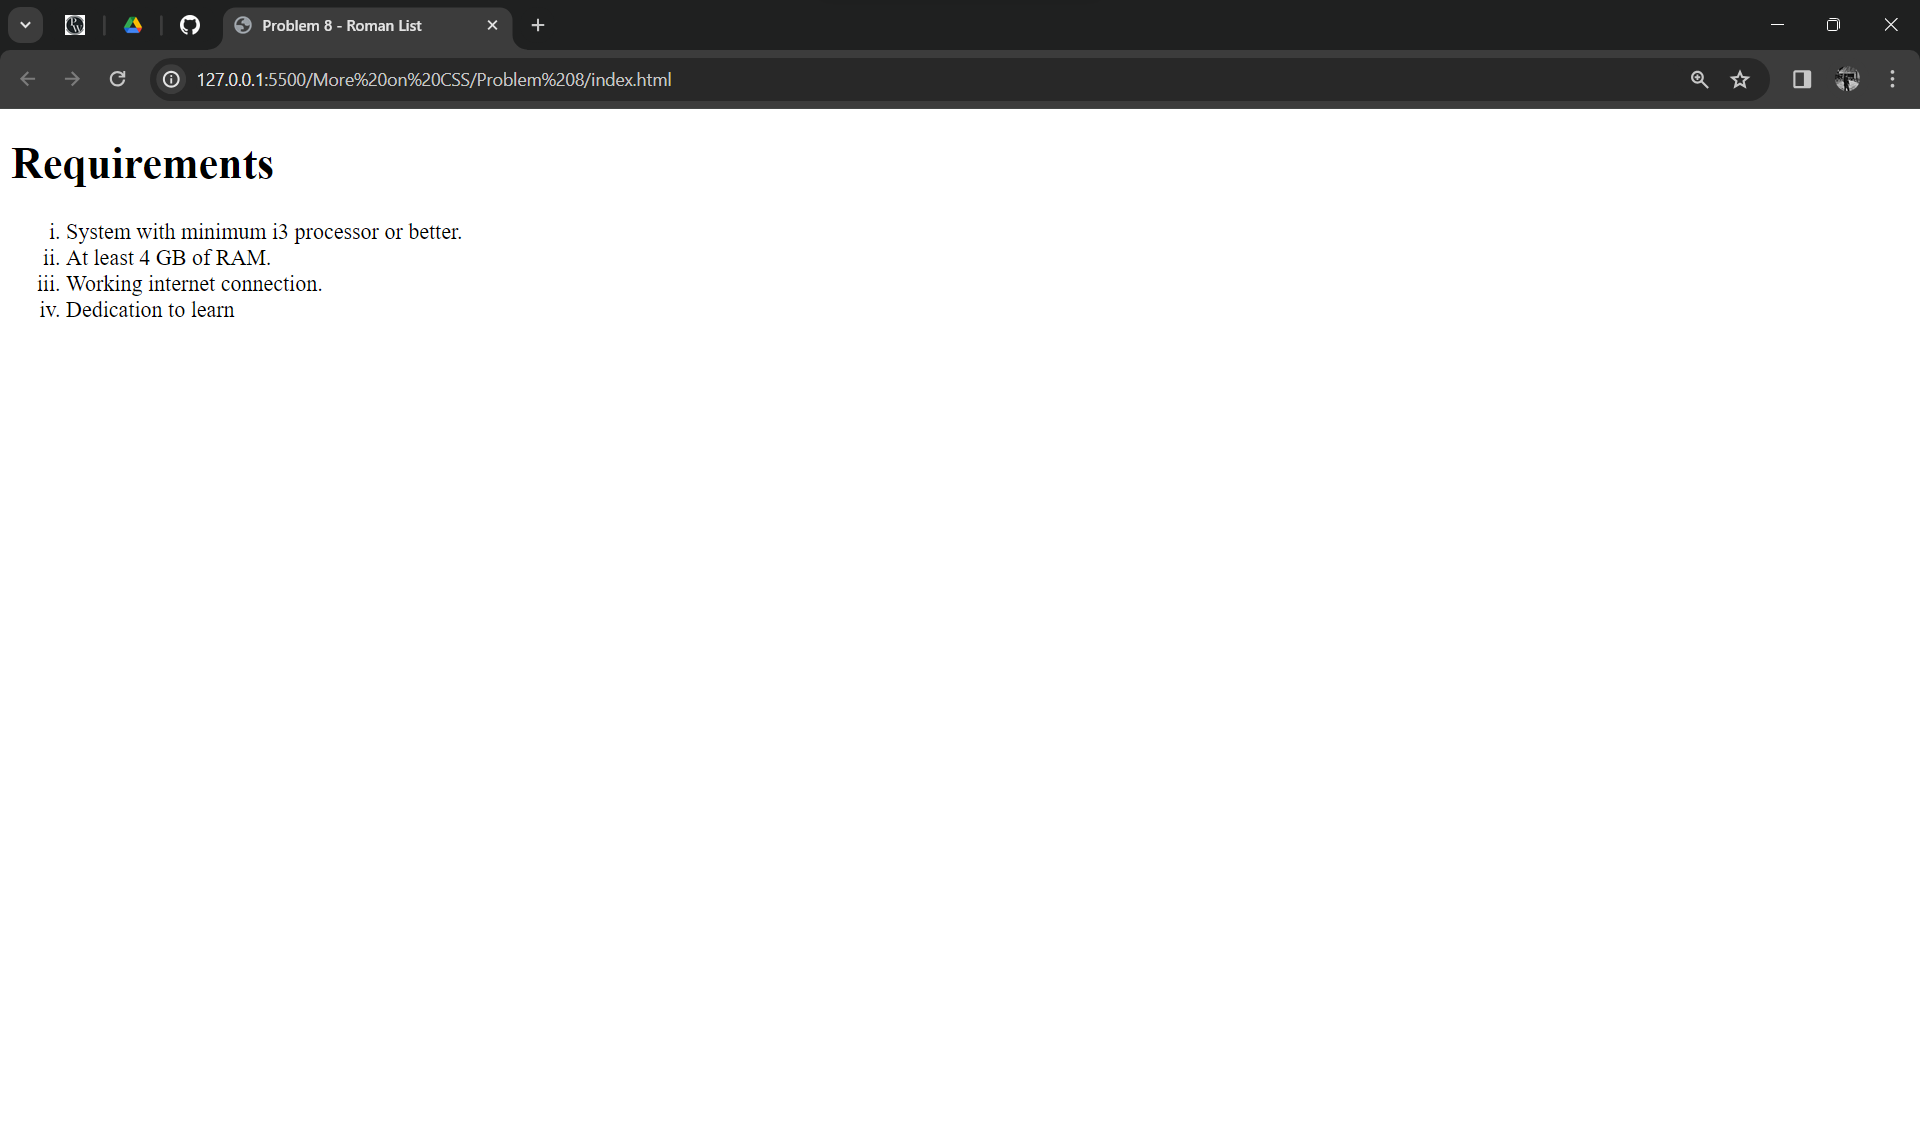 Problem 8 - Roman List
127.0.0.1:5500/More%20on%20CSS/Problem%208/index.html
Requirements
i. System with minimum i3 processor or better.
ii. At least 4 GB of RAM.
iii. Working internet connection.
iv. Dedication to learn